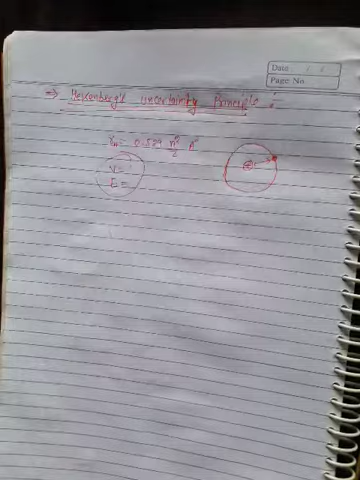 Date / /
Page No.
⇒ Heisenberg's uncertainty Principle :-
rn = 0.529 n²/z A°
V =
E =